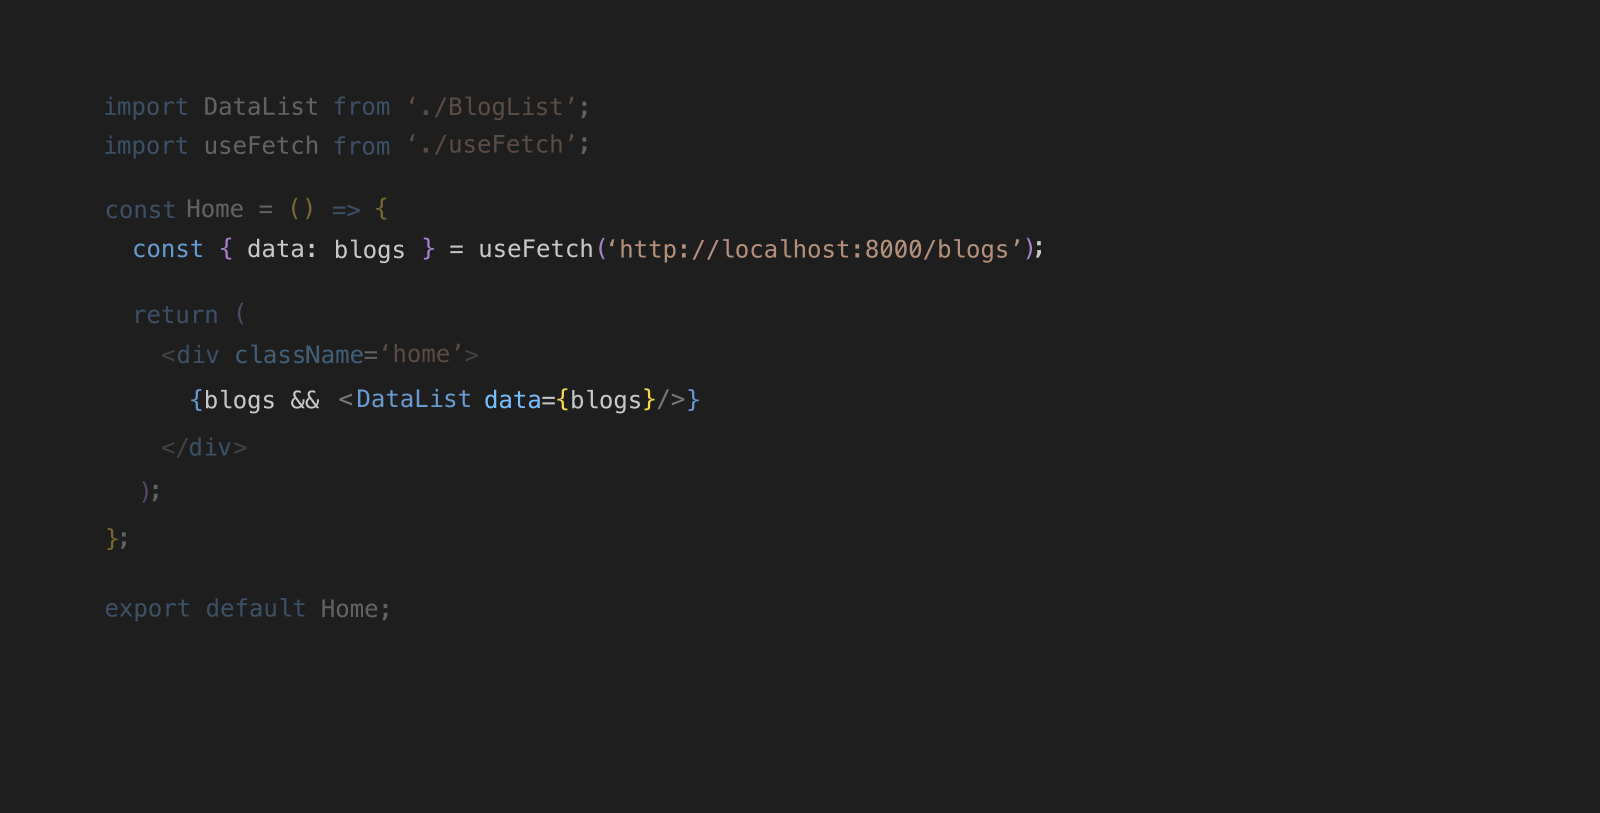 import DataList from ‘./BlogList’;
import useFetch from ‘./useFetch’;
const Home = () => {
const { data: blogs } = useFetch(‘http://localhost:8000/blogs’);
return (
<div className=‘home’>
{blogs && <DataList data={blogs}/>}
</div>
);
};
export default Home;